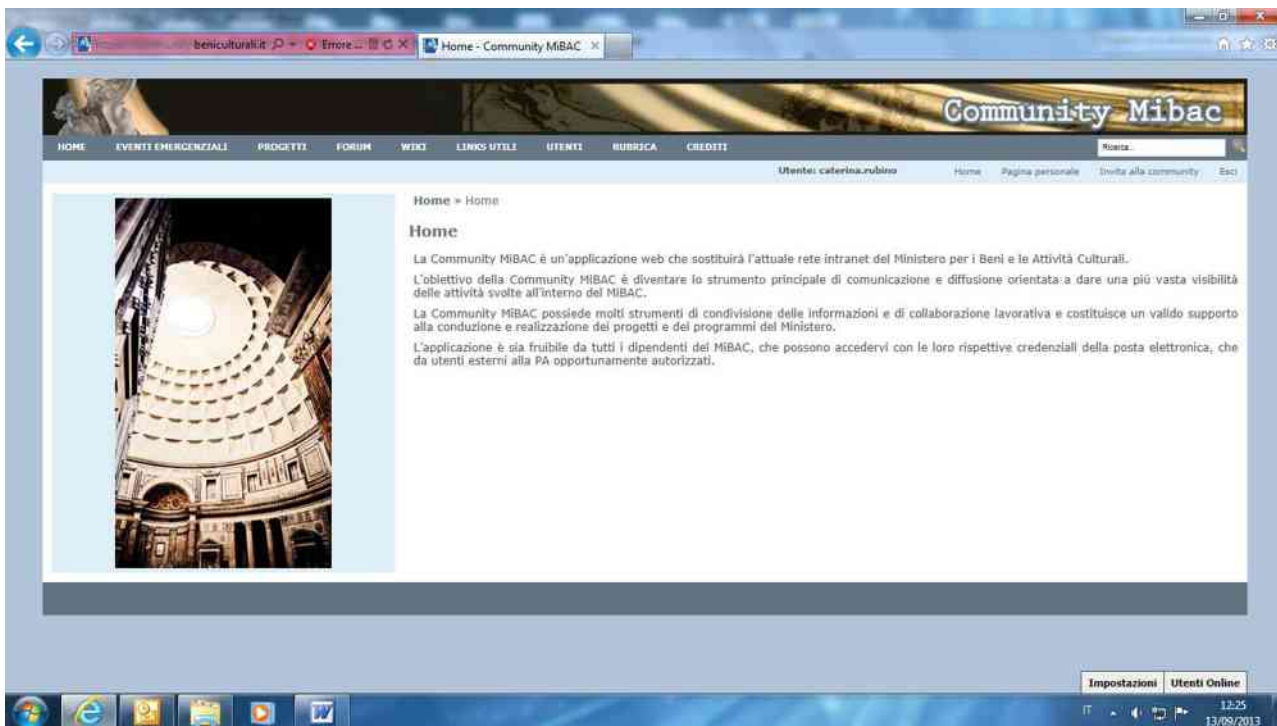 beniculturali.it
Errore ...
Home - Community MiBAC
Community Mibac
HOME EVENTI EMERGENZIALI PROGETTI FORUM WIKI LINKS UTILI UTENTI RUBRICA CREDITI
Ricerca...
Utente: caterina.rubino Home Pagina personale Invita alla community Esci
Home » Home
Home
La Community MiBAC è un'applicazione web che sostituirà l'attuale rete intranet del Ministero per i Beni e le Attività Culturali.
L'obiettivo della Community MiBAC è diventare lo strumento principale di comunicazione e diffusione orientata a dare una più vasta visibilità
delle attività svolte all'interno del MiBAC.
La Community MiBAC possiede molti strumenti di condivisione delle informazioni e di collaborazione lavorativa e costituisce un valido supporto
alla conduzione e realizzazione dei progetti e dei programmi del Ministero.
L'applicazione è sia fruibile da tutti i dipendenti del MiBAC, che possono accedervi con le loro rispettive credenziali della posta elettronica, che
da utenti esterni alla PA opportunamente autorizzati.
Impostazioni Utenti Online
IT 12:25
13/09/2013